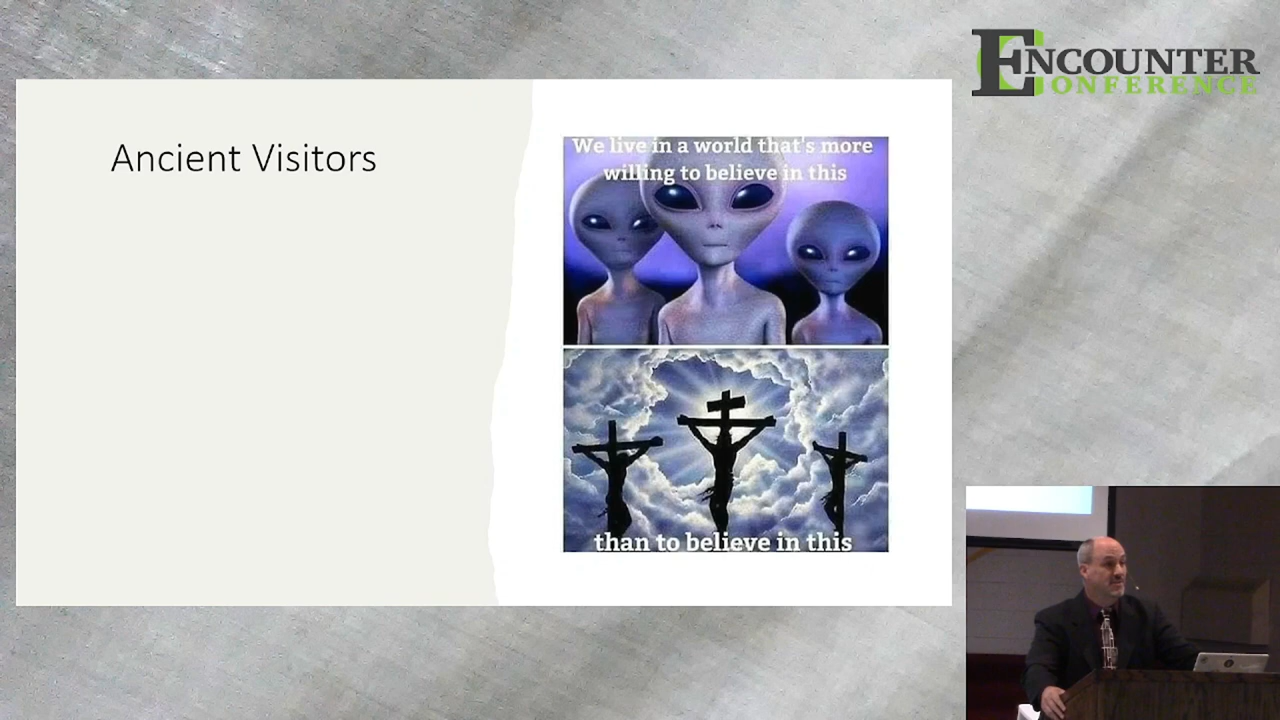 ENCOUNTER
CONFERENCE
Ancient Visitors
We live in a world that's more
willing to believe in this
than to believe in this